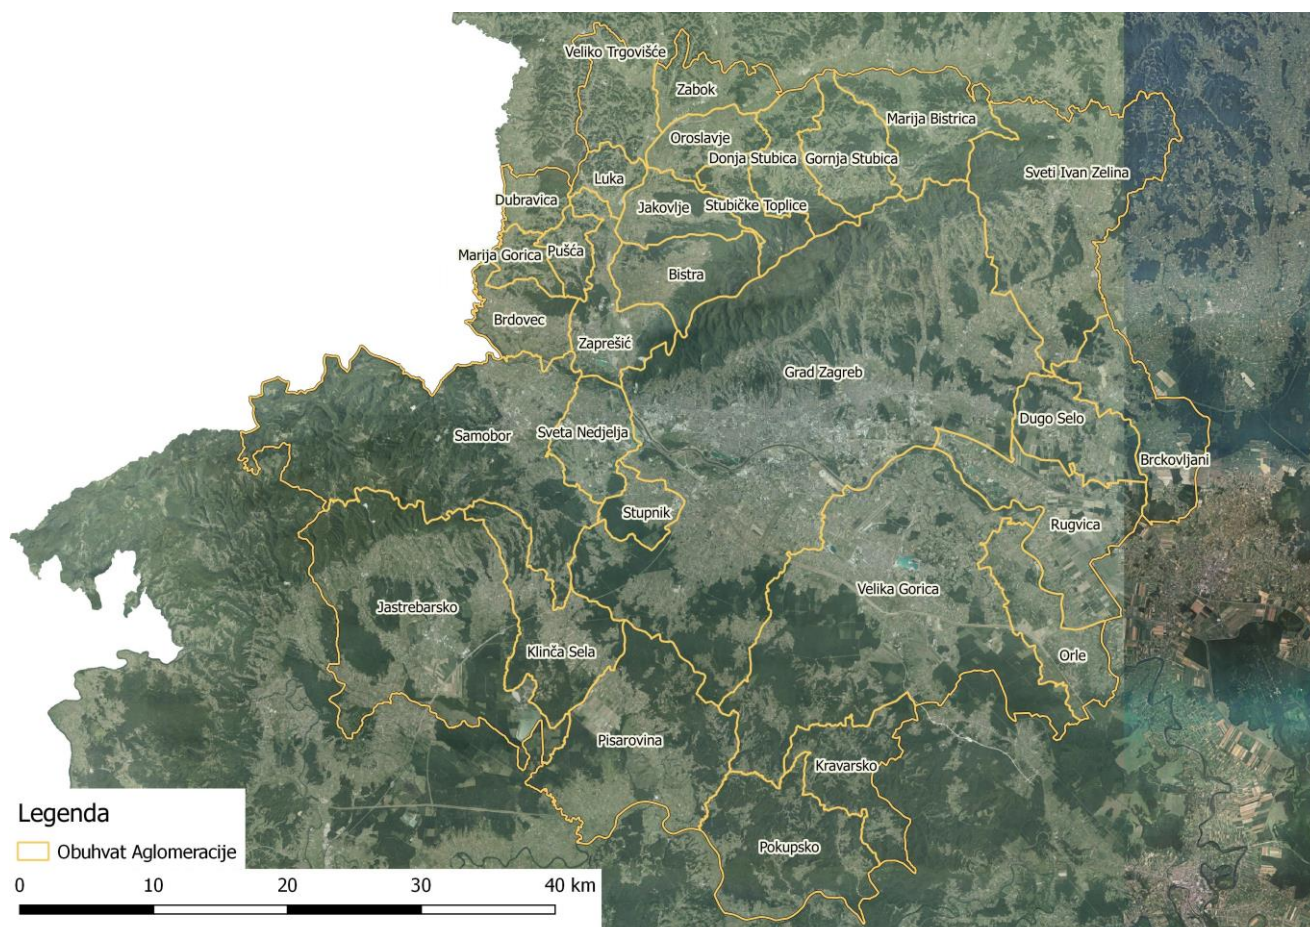 Veliko Trgovišće
Zabok
Marija Bistrica
Oroslavje
Donja Stubica
Gornja Stubica
Sveti Ivan Zelina
Luka
Dubravica
Jakovlje
Stubičke Toplice
Marija Gorica
Pušća
Bistra
Brdovec
Zaprešić
Grad Zagreb
Dugo Selo
Samobor
Sveta Nedjelja
Brckovljani
Stupnik
Rugvica
Velika Gorica
Jastrebarsko
Klinča Sela
Orle
Pisarovina
Kravarsko
Pokupsko
Legenda
Obuhvat Aglomeracije
0 10 20 30 40 km